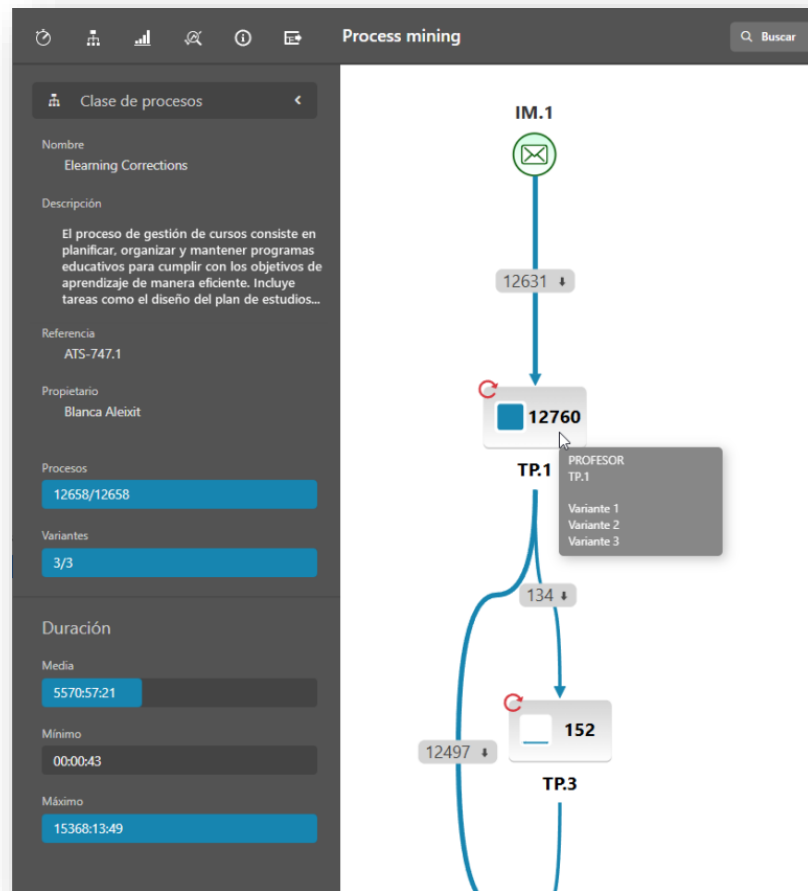 Process mining
Buscar
Clase de procesos
Nombre
Elearning Corrections
Descripción
El proceso de gestión de cursos consiste en
planificar, organizar y mantener programas
educativos para cumplir con los objetivos de
aprendizaje de manera eficiente. Incluye
tareas como el diseño del plan de estudios...
Referencia
ATS-747.1
Propietario
Blanca Aleixit
Procesos
12658/12658
Variantes
3/3
Duración
Media
5570:57:21
Mínimo
00:00:43
Máximo
15368:13:49
IM.1
12631
12760
TP.1
PROFESOR
TP.1
Variante 1
Variante 2
Variante 3
134
152
12497
TP.3